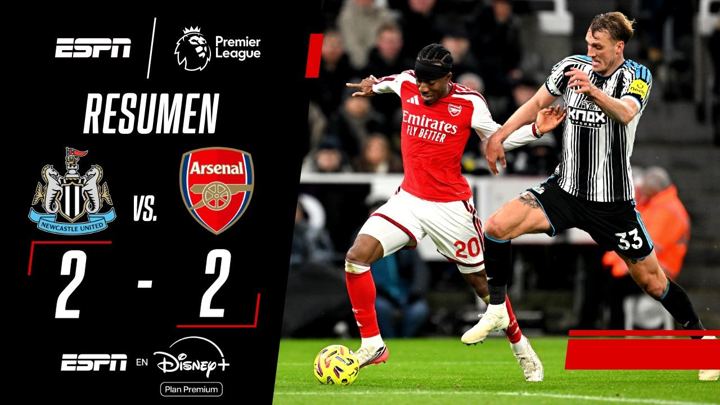 ESPN
Premier
League
RESUMEN
NEWCASTLE UNITED
VS.
Arsenal
2 - 2
ESPN EN Disney+
Plan Premium
Arsenal
Emirates
FLY BETTER
20
knox
33